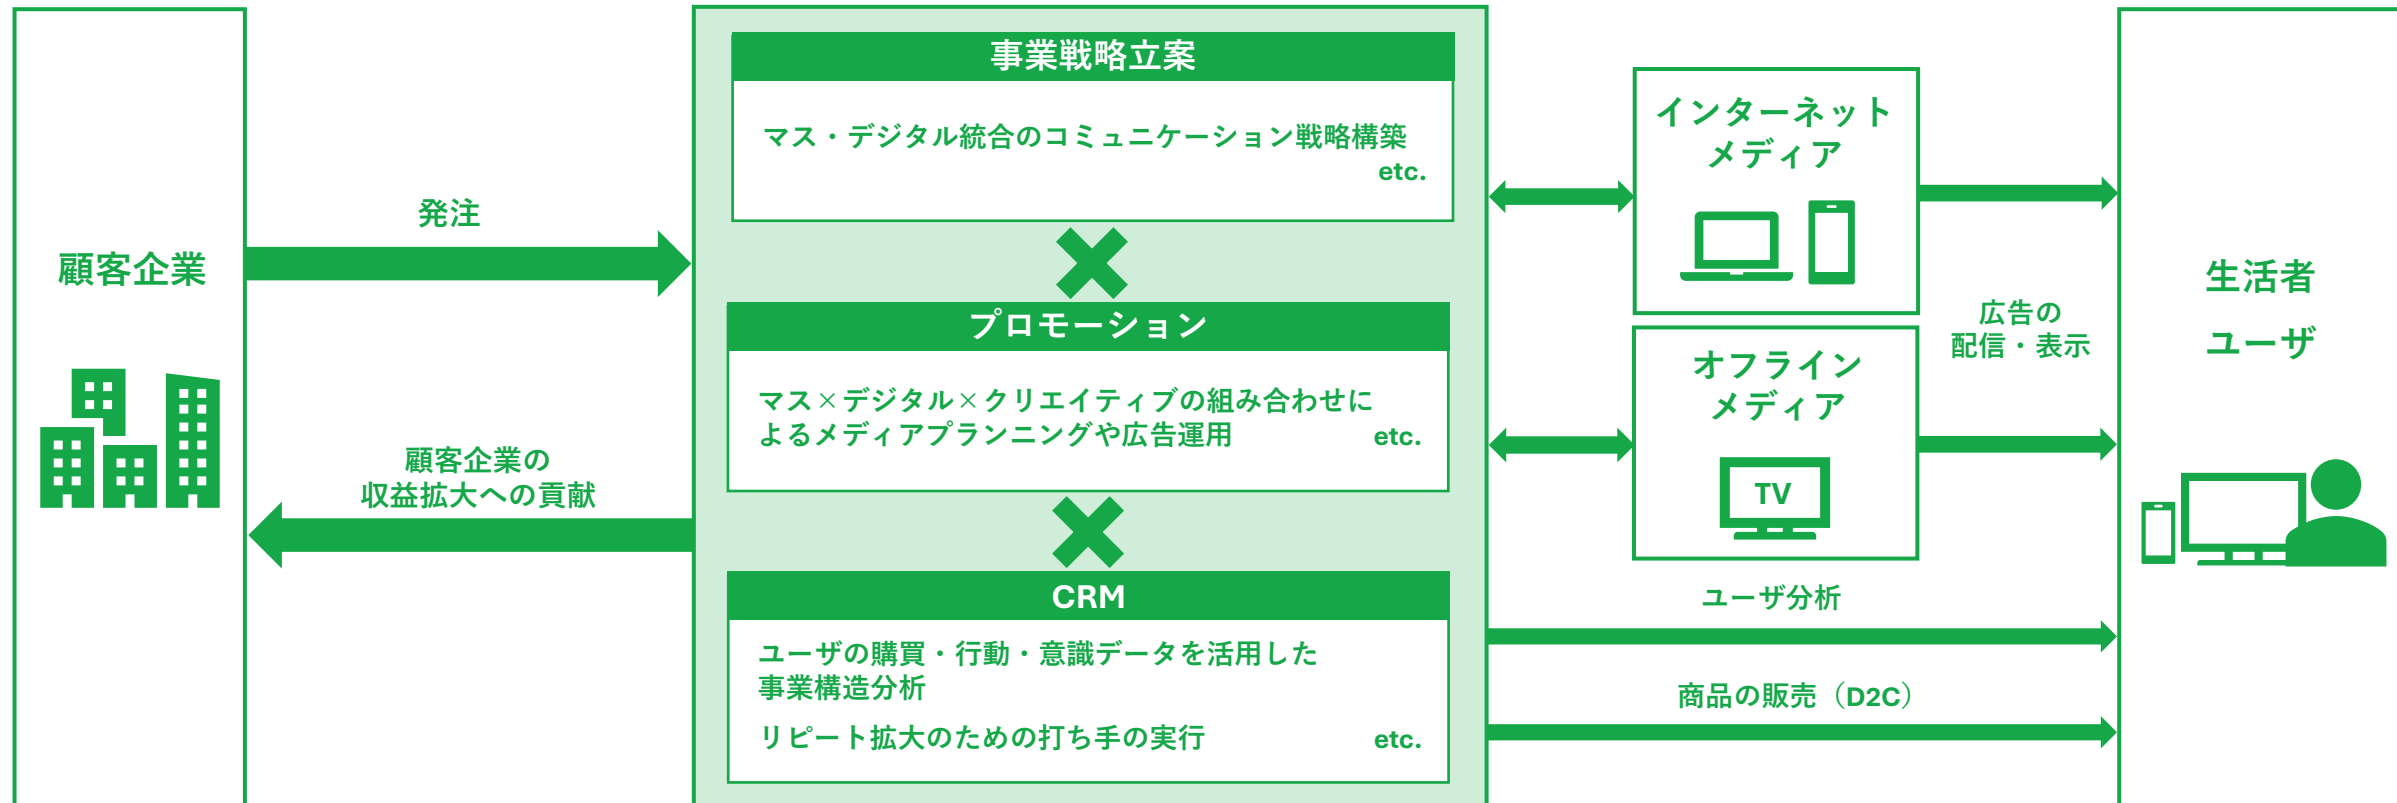 顧客企業
発注
顧客企業の
収益拡大への貢献
事業戦略立案
マス・デジタル統合のコミュニケーション戦略構築
etc.
プロモーション
マス×デジタル×クリエイティブの組み合わせに
よるメディアプランニングや広告運用 etc.
CRM
ユーザの購買・行動・意識データを活用した
事業構造分析
リピート拡大のための打ち手の実行 etc.
インターネット
メディア
オフライン
メディア
TV
広告の
配信・表示
ユーザ分析
商品の販売（D2C）
生活者
ユーザ